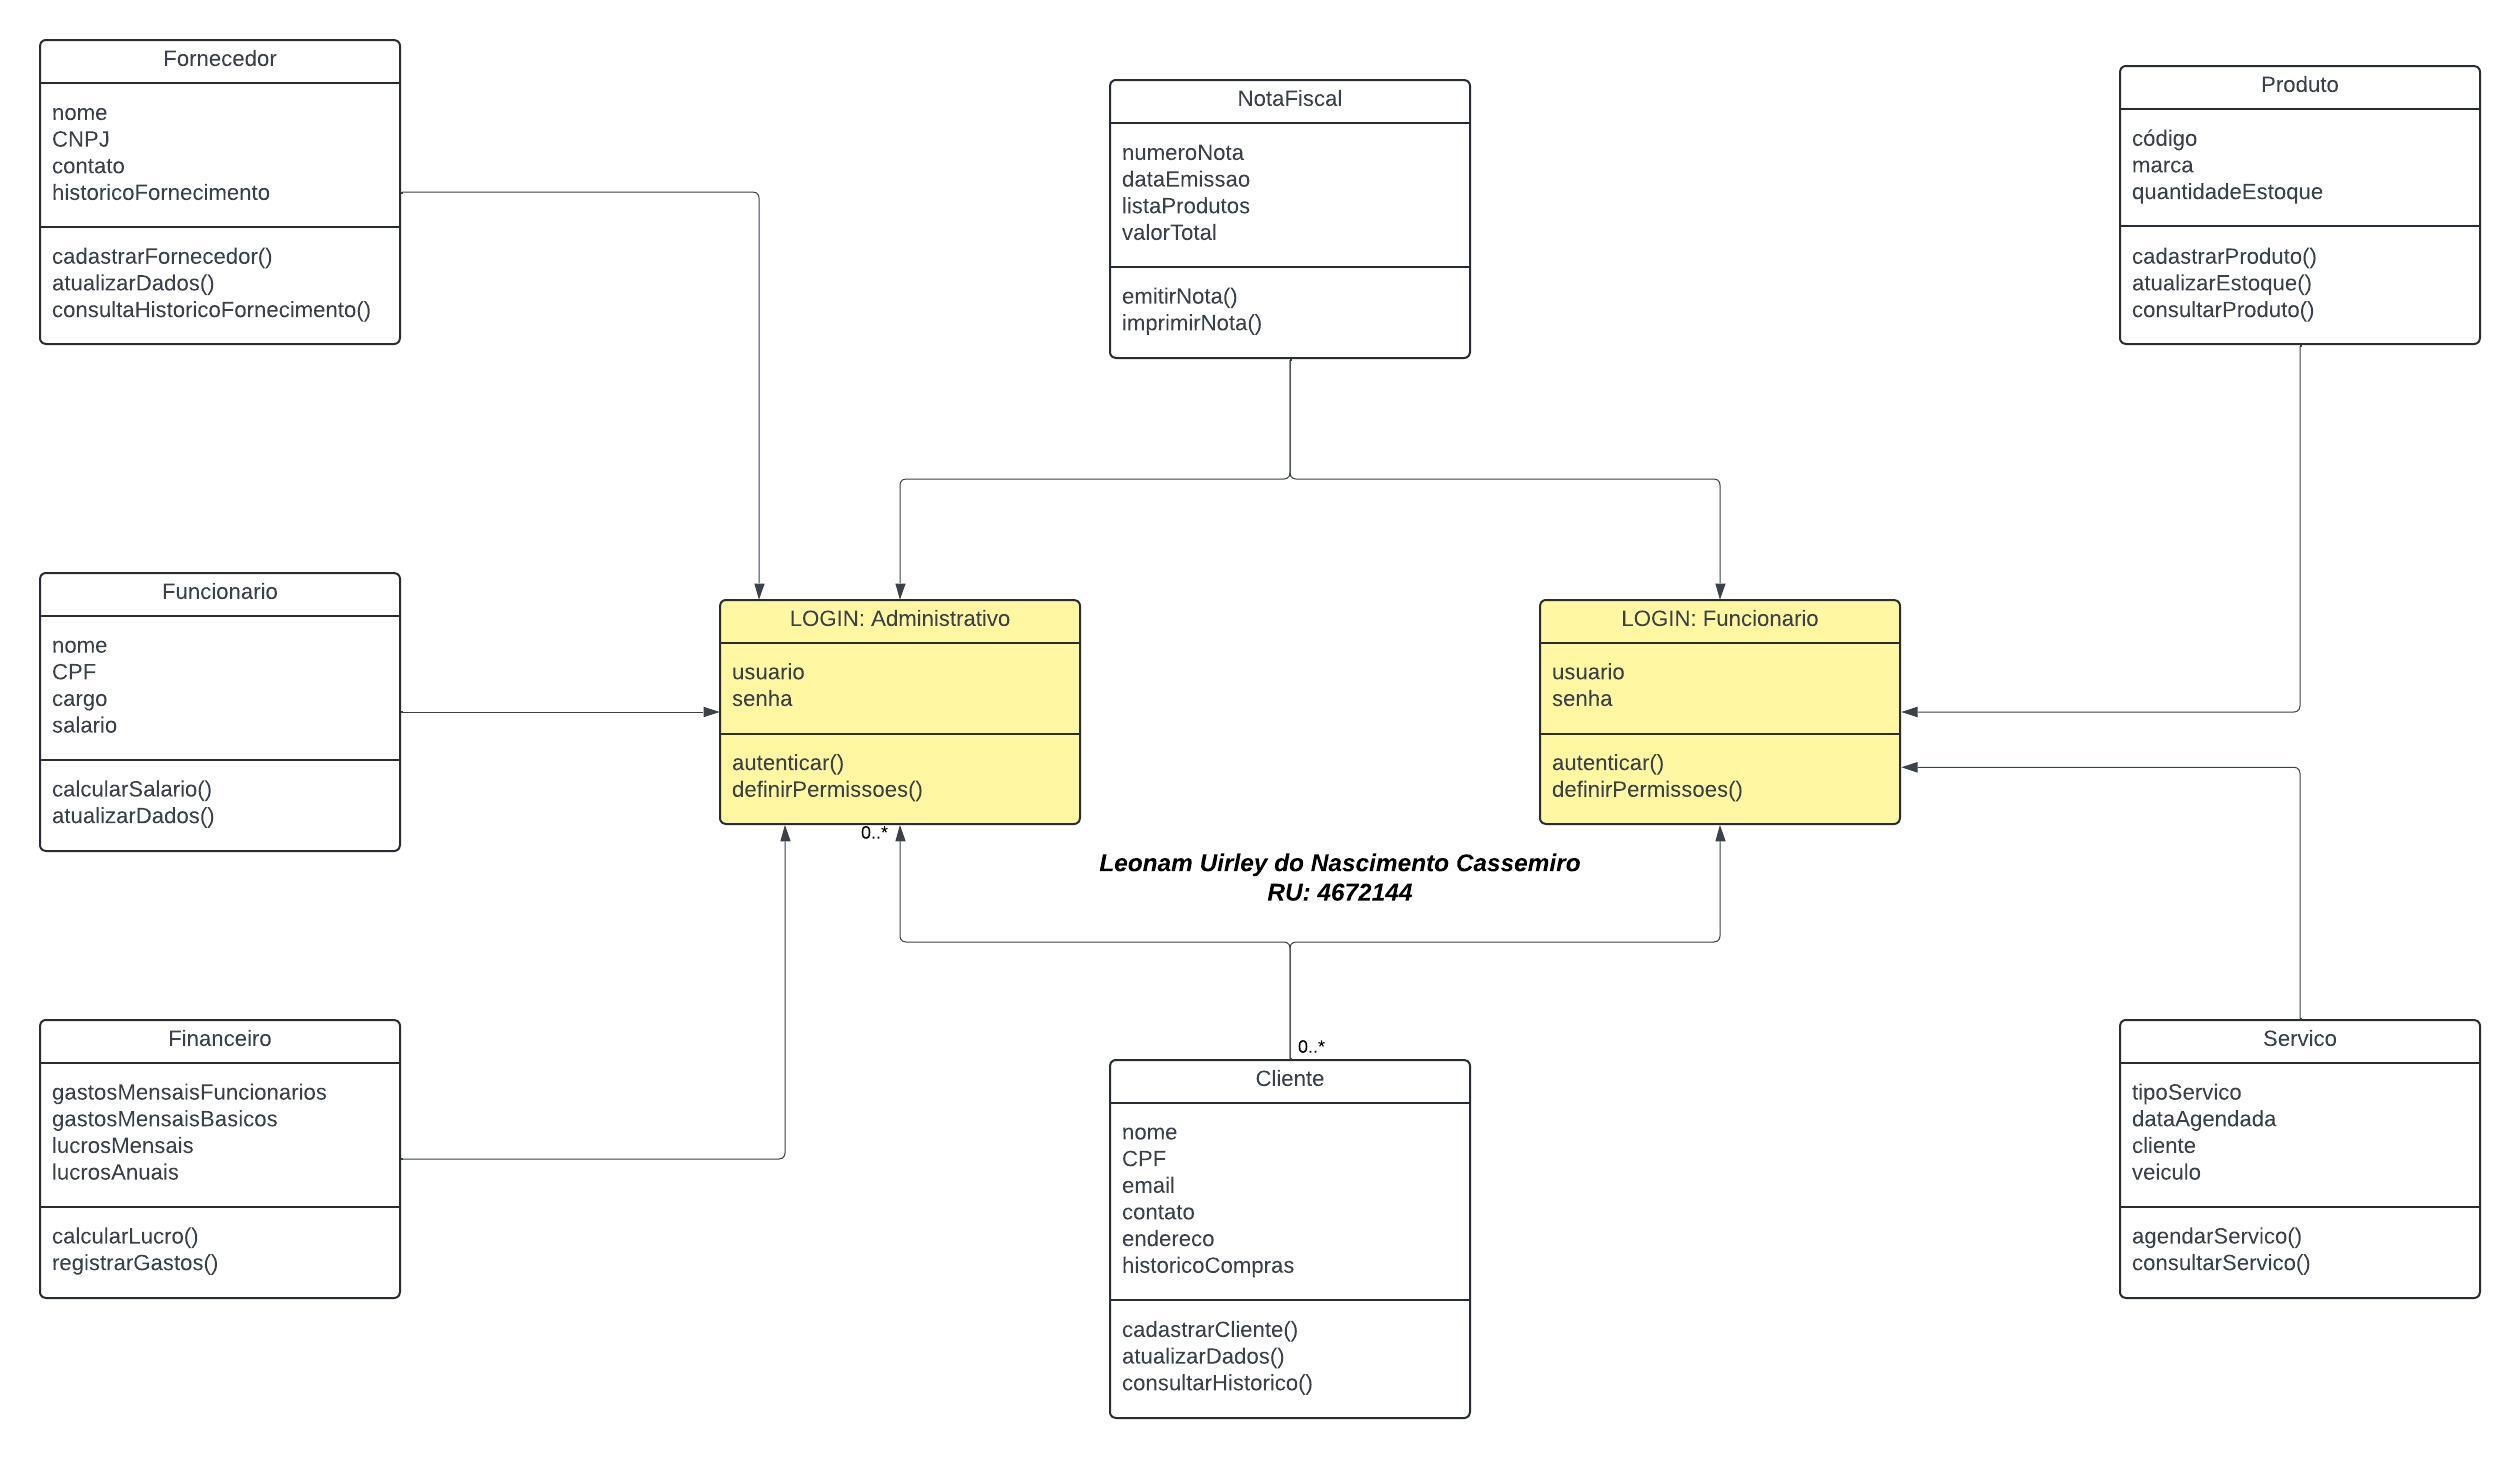 Fornecedor
nome
CNPJ
contato
historicoFornecimento
cadastrarFornecedor()
atualizarDados()
consultaHistoricoFornecimento()
NotaFiscal
numeroNota
dataEmissao
listaProdutos
valorTotal
emitirNota()
imprimirNota()
Produto
código
marca
quantidadeEstoque
cadastrarProduto()
atualizarEstoque()
consultarProduto()
Funcionario
nome
CPF
cargo
salario
calcularSalario()
atualizarDados()
LOGIN: Administrativo
usuario
senha
autenticar()
definirPermissoes()
0..*
LOGIN: Funcionario
usuario
senha
autenticar()
definirPermissoes()
Leonam Uirley do Nascimento Cassemiro
RU: 4672144
Financeiro
gastosMensaisFuncionarios
gastosMensaisBasicos
lucrosMensais
lucrosAnuais
calcularLucro()
registrarGastos()
0..*
Cliente
nome
CPF
email
contato
endereco
historicoCompras
cadastrarCliente()
atualizarDados()
consultarHistorico()
Servico
tipoServico
dataAgendada
cliente
veiculo
agendarServico()
consultarServico()